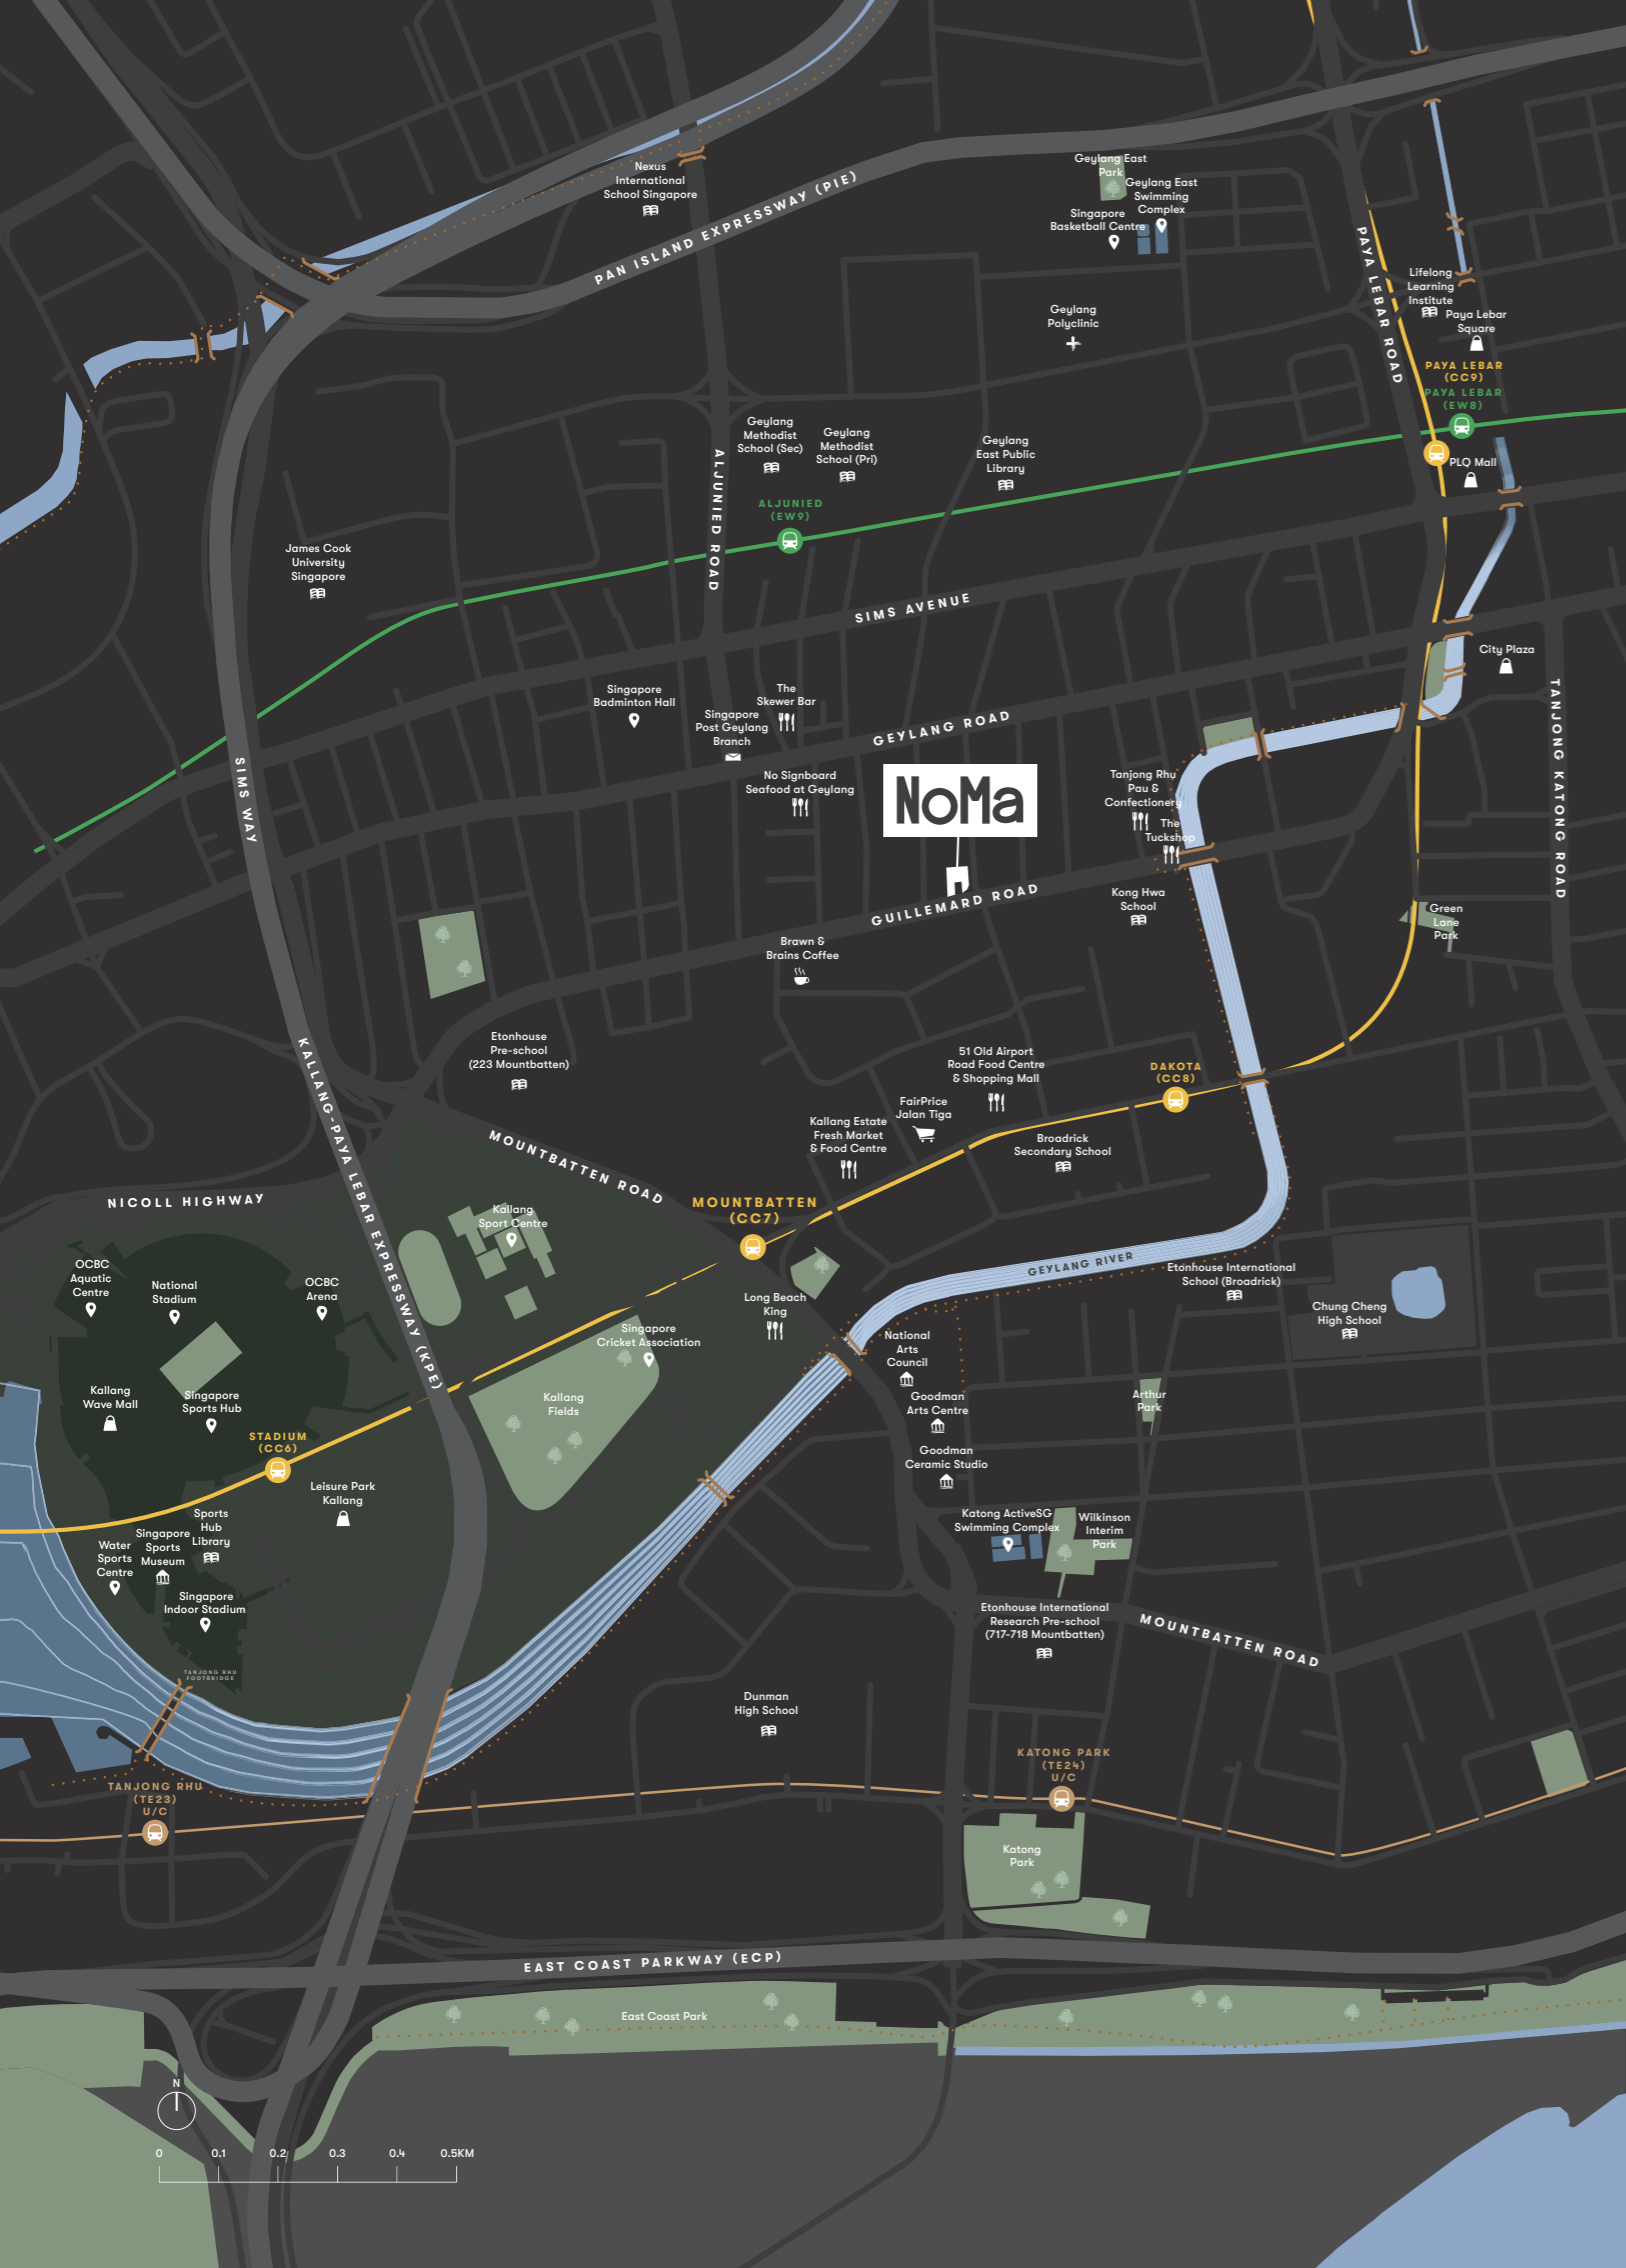 Nexus
International
School Singapore
PAN ISLAND EXPRESSWAY (PIE)
Geylang East
Park
Geylang East
Swimming
Complex
Singapore
Basketball Centre
PAYA LEBAR ROAD
Lifelong
Learning
Institute
Paya Lebar
Square
Geylang
Polyclinic
PAYA LEBAR
(CC9)
PAYA LEBAR
(EW8)
PLQ Mall
Geylang
Methodist
School (Sec)
Geylang
Methodist
School (Pri)
Geylang
East Public
Library
ALJUNIED ROAD
ALJUNIED
(EW9)
James Cook
University
Singapore
SIMS AVENUE
City Plaza
TANJONG KATONG ROAD
Singapore
Badminton Hall
The
Skewer Bar
Singapore
Post Geylang
Branch
GEYLANG ROAD
SIMS WAY
No Signboard
Seafood at Geylang
NoMa
Tanjong Rhu
Pau &
Confectionery
The
Tuckshop
GUILLEMARD ROAD
Kong Hwa
School
Green
Lane
Park
Brawn &
Brains Coffee
Etonhouse
Pre-school
(223 Mountbatten)
51 Old Airport
Road Food Centre
& Shopping Mall
DAKOTA
(CC8)
FairPrice
Jalan Tiga
Kallang Estate
Fresh Market
& Food Centre
Broadrick
Secondary School
KALLANG-PAYA LEBAR EXPRESSWAY (KPE)
MOUNTBATTEN ROAD
NICOLL HIGHWAY
MOUNTBATTEN
(CC7)
Kallang
Sport Centre
GEYLANG RIVER
Etonhouse International
School (Broadrick)
OCBC
Aquatic
Centre
National
Stadium
OCBC
Arena
Long Beach
King
Chung Cheng
High School
Singapore
Cricket Association
National
Arts
Council
Kallang
Wave Mall
Singapore
Sports Hub
Kallang
Fields
Goodman
Arts Centre
Arthur
Park
STADIUM
(CC6)
Goodman
Ceramic Studio
Leisure Park
Kallang
Sports
Hub
Library
Singapore
Sports
Museum
Water
Sports
Centre
Katong ActiveSG
Swimming Complex
Wilkinson
Interim
Park
Singapore
Indoor Stadium
Etonhouse International
Research Pre-school
(717-718 Mountbatten)
MOUNTBATTEN ROAD
TANJONG RHU
FOOTBRIDGE
Dunman
High School
KATONG PARK
(TE24)
U/C
TANJONG RHU
(TE23)
U/C
Katong
Park
EAST COAST PARKWAY (ECP)
East Coast Park
N
0 0.1 0.2 0.3 0.4 0.5KM